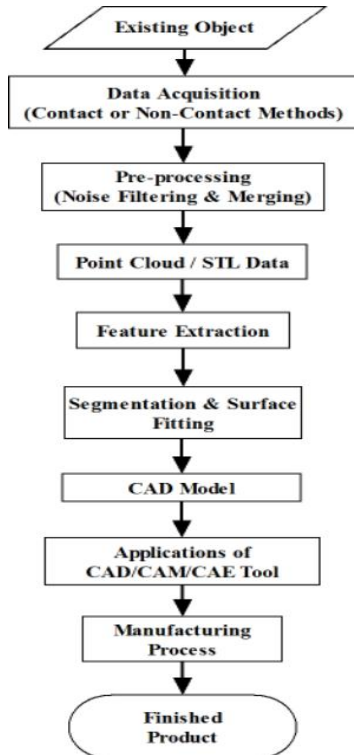 Existing Object
Data Acquisition
(Contact or Non-Contact Methods)
Pre-processing
(Noise Filtering & Merging)
Point Cloud / STL Data
Feature Extraction
Segmentation & Surface
Fitting
CAD Model
Applications of
CAD/CAM/CAE Tool
Manufacturing
Process
Finished
Product